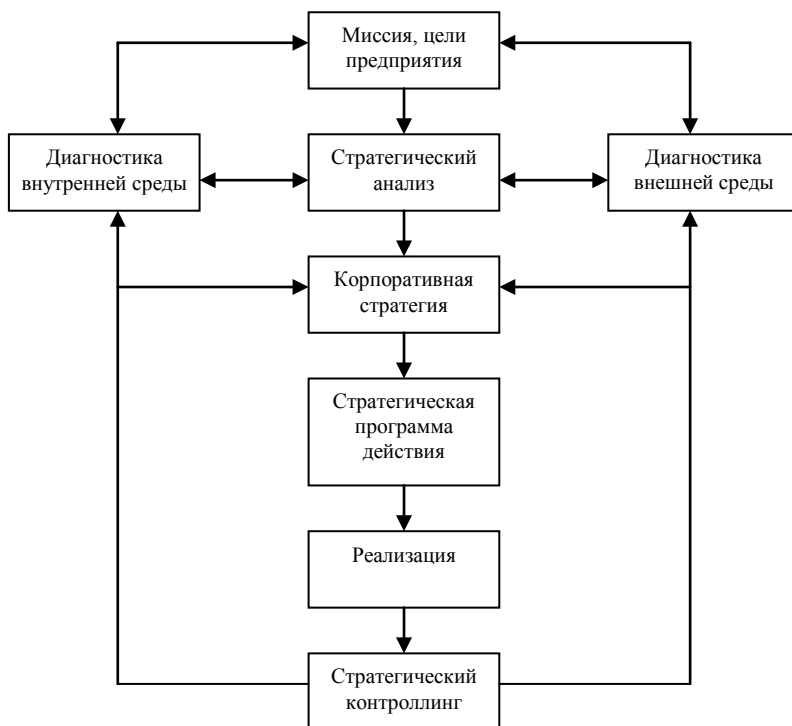 Миссия, цели
предприятия
Диагностика
внутренней среды
Стратегический
анализ
Диагностика
внешней среды
Корпоративная
стратегия
Стратегическая
программа
действия
Реализация
Стратегический
контроллинг